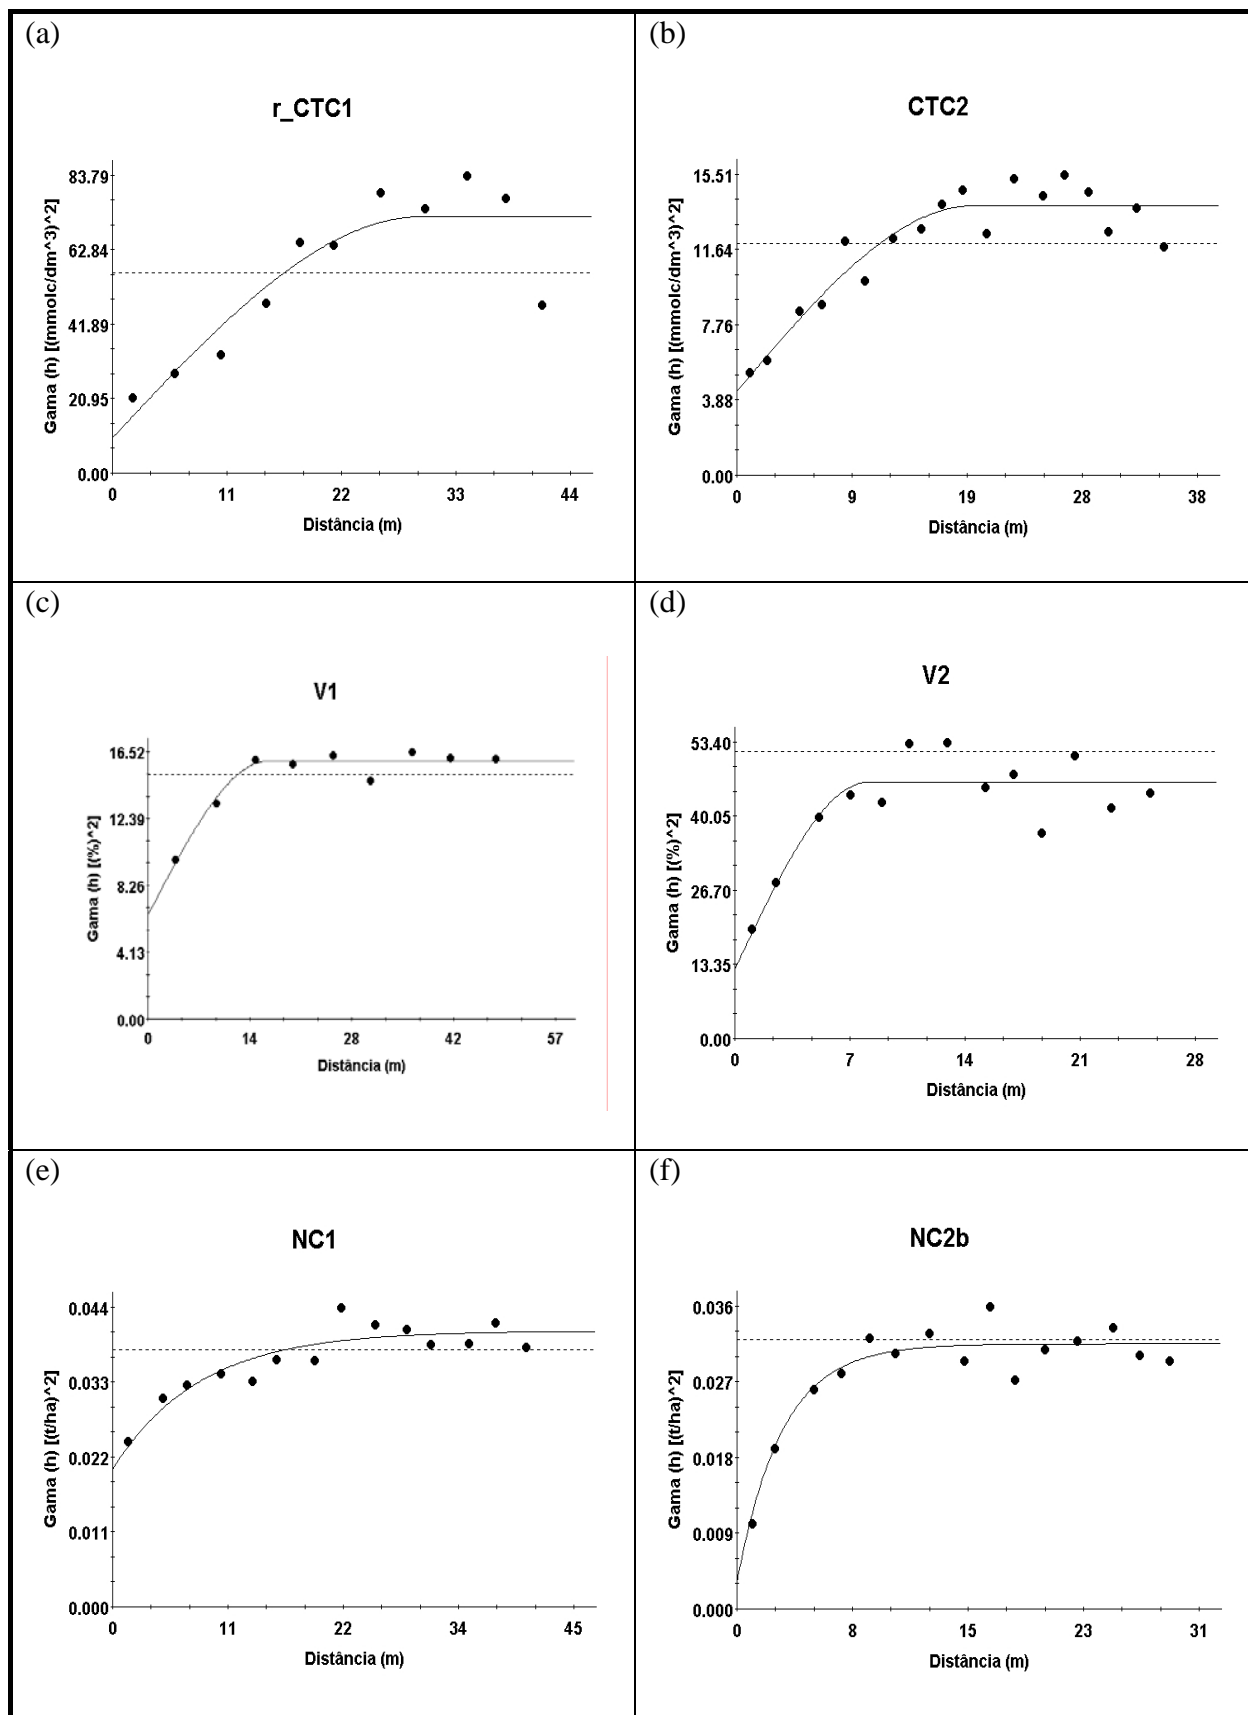 (a)
r_CTC1
Gama (h) [(mmolc/dm^3)^2]
83.79
62.84
41.89
20.95
0.00
0 11 22 33 44
Distância (m)
(b)
CTC2
Gama (h) [(mmolc/dm^3)^2]
15.51
11.64
7.76
3.88
0.00
0 9 19 28 38
Distância (m)
(c)
V1
Gama (h) [(%)^2]
16.52
12.39
8.26
4.13
0.00
0 14 28 42 57
Distância (m)
(d)
V2
Gama (h) [(%)^2]
53.40
40.05
26.70
13.35
0.00
0 7 14 21 28
Distância (m)
(e)
NC1
Gama (h) [(t/ha)^2]
0.044
0.033
0.022
0.011
0.000
0 11 22 34 45
Distância (m)
(f)
NC2b
Gama (h) [(t/ha)^2]
0.036
0.027
0.018
0.009
0.000
0 8 15 23 31
Distância (m)